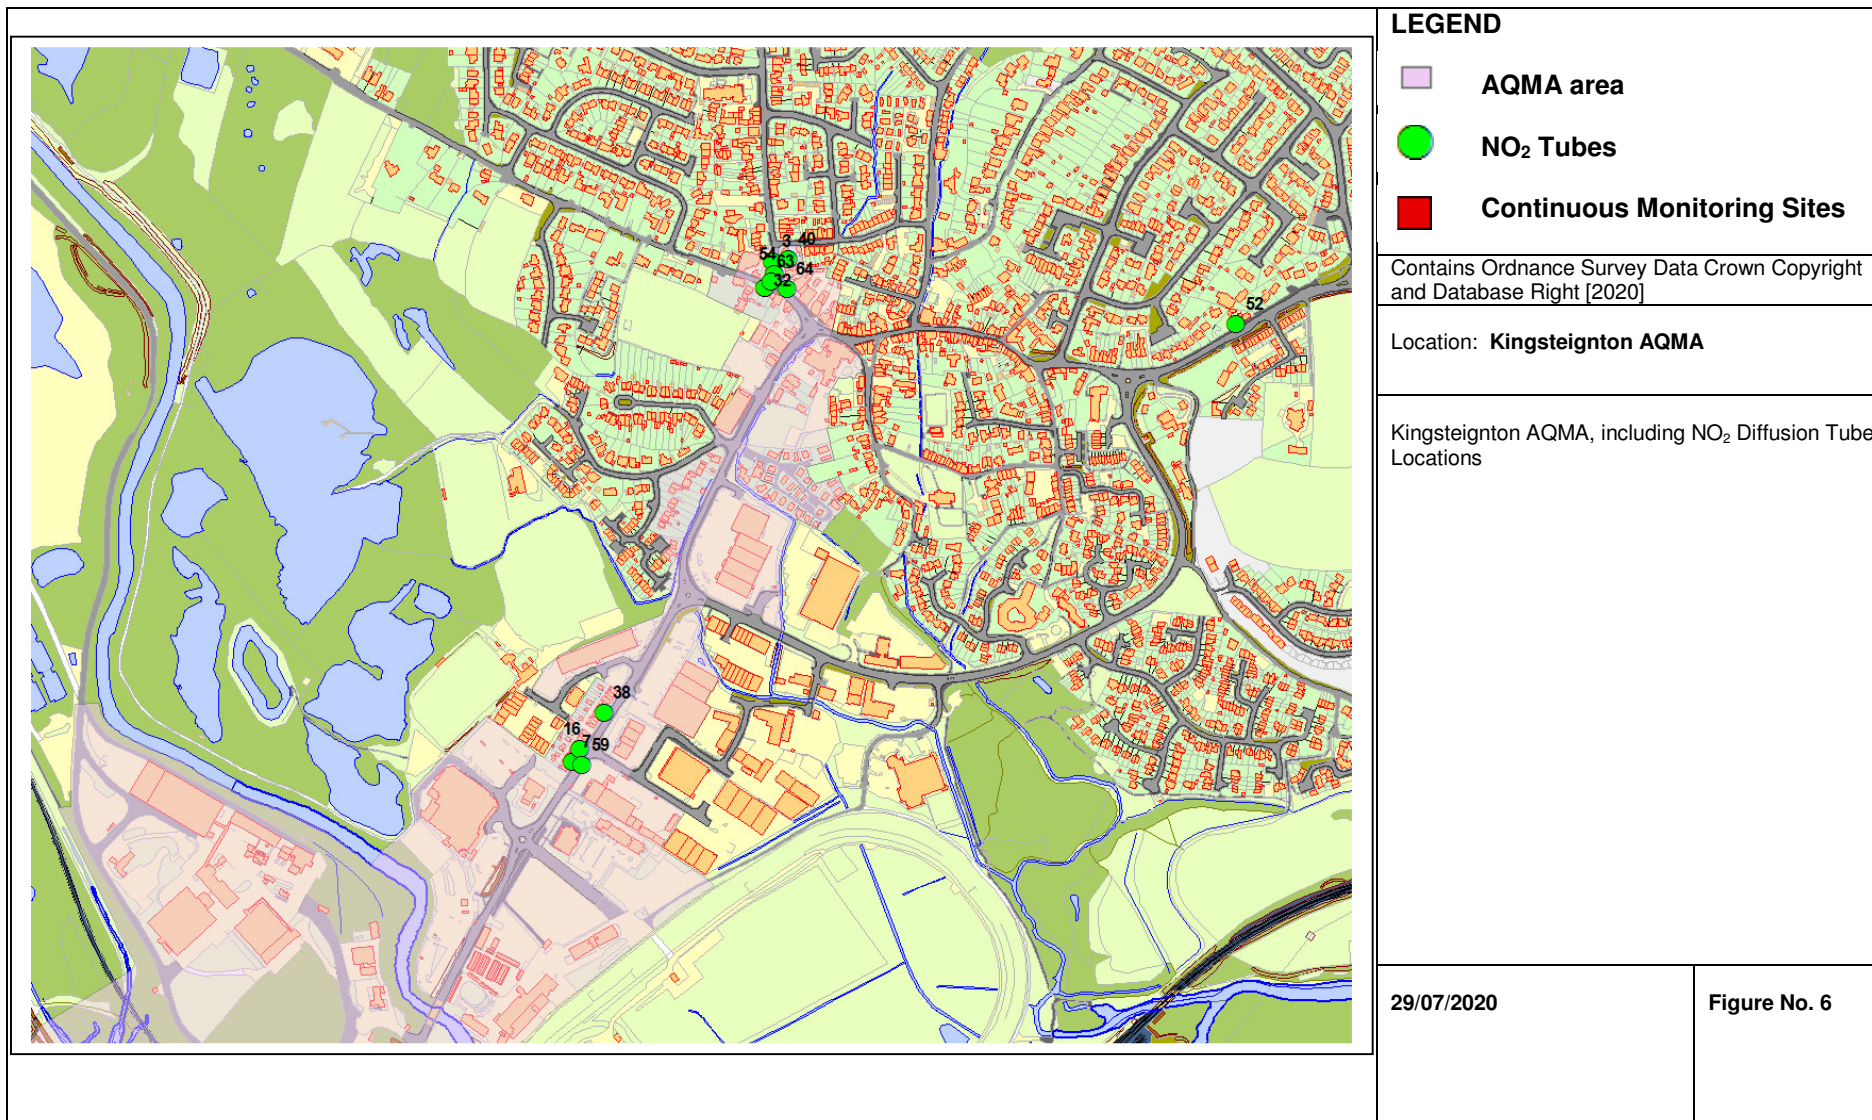 3 40
54 63
64
32
52
38
16
7 59
LEGEND
AQMA area
NO₂ Tubes
Continuous Monitoring Sites
Contains Ordnance Survey Data Crown Copyright
and Database Right [2020]
Location: Kingsteignton AQMA
Kingsteignton AQMA, including NO₂ Diffusion Tube
Locations
29/07/2020
Figure No. 6